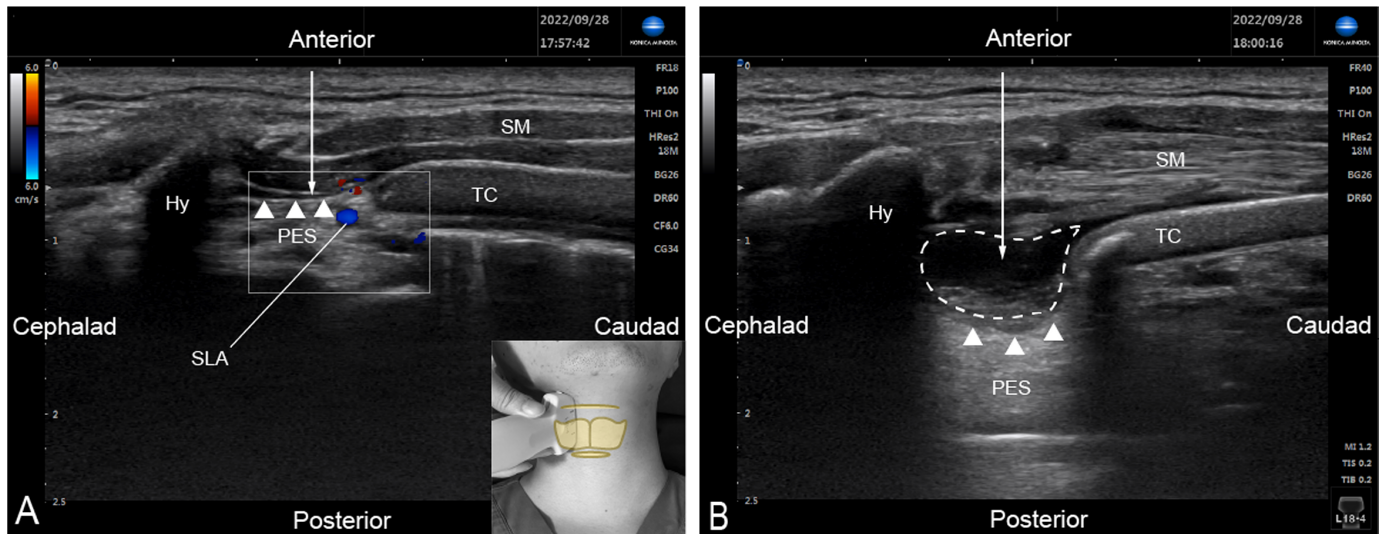 2022/09/28
17:57:42
KONICA MINOLTA
Anterior
6.0
6.0
cm/s
0
1
2
2.5
FR18
P100
THI On
HRes2
18M
BG26
DR60
CF6.0
CG34
SM
Hy
TC
PES
Cephalad
Caudad
SLA
A
Posterior
2022/09/28
18:00:16
KONICA MINOLTA
Anterior
0
1
2
2.5
FR40
P100
THI On
HRes2
18M
BG26
DR60
SM
Hy
TC
Cephalad
Caudad
PES
MI 1.2
TIS 0.2
TIB 0.2
L18-4
B
Posterior